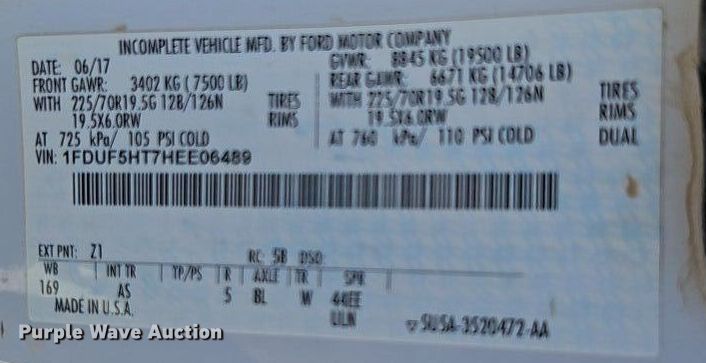 INCOMPLETE VEHICLE MFD. BY FORD MOTOR COMPANY
DATE: 06/17 GVWR: 8845 KG (19500 LB)
FRONT GAWR: 3402 KG ( 7500 LB) REAR GAWR: 6671 KG (14706 LB)
WITH 225/70R19.5G 128/126N TIRES WITH 225/70R19.5G 128/126N TIRES
19.5X6.0RW RIMS 19.5X6.0RW RIMS
AT 725 kPa/ 105 PSI COLD AT 760 kPa/ 110 PSI COLD DUAL
VIN: 1FDUF5HT7HEE06489
EXT PNT: Z1 RC: 58 DSO:
WB INT TR TP/PS R AXLE TR SPR
169 AS 5 BL W 44EE
MADE IN U.S.A. ULN
5U5A-3520472-AA
Purple Wave Auction